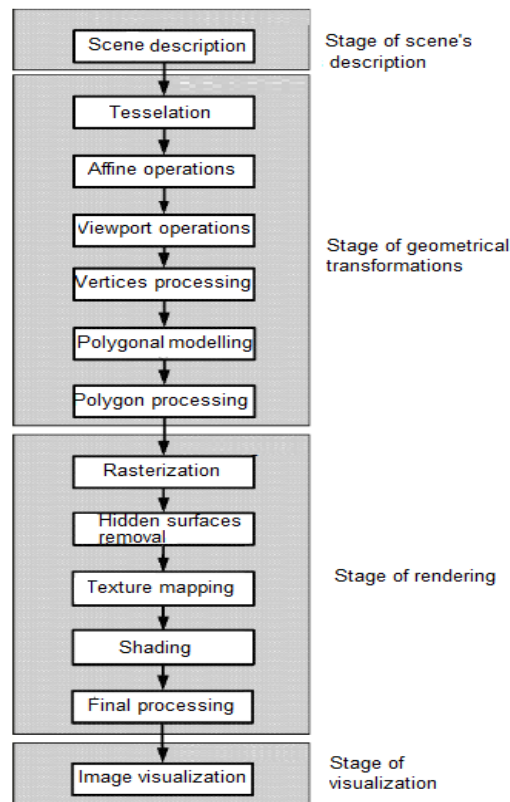 Scene description
Stage of scene's
description
Tesselation
Affine operations
Viewport operations
Vertices processing
Polygonal modelling
Polygon processing
Stage of geometrical
transformations
Rasterization
Hidden surfaces
removal
Texture mapping
Shading
Final processing
Stage of rendering
Image visualization
Stage of
visualization